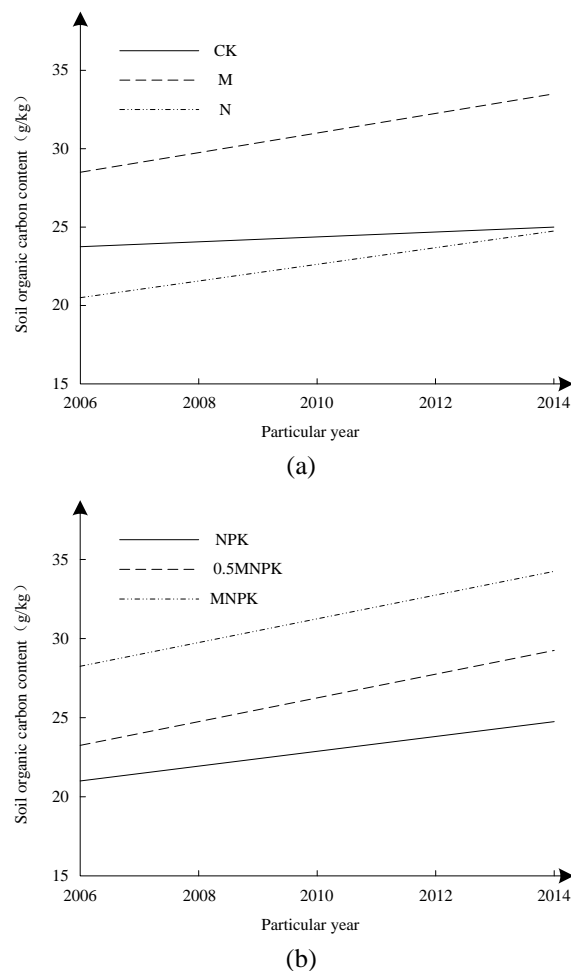 CK
M
N
35
30
25
20
15
Soil organic carbon content（g/kg）
2006 2008 2010 2012 2014
Particular year
(a)
NPK
0.5MNPK
MNPK
35
30
25
20
15
Soil organic carbon content（g/kg）
2006 2008 2010 2012 2014
Particular year
(b)